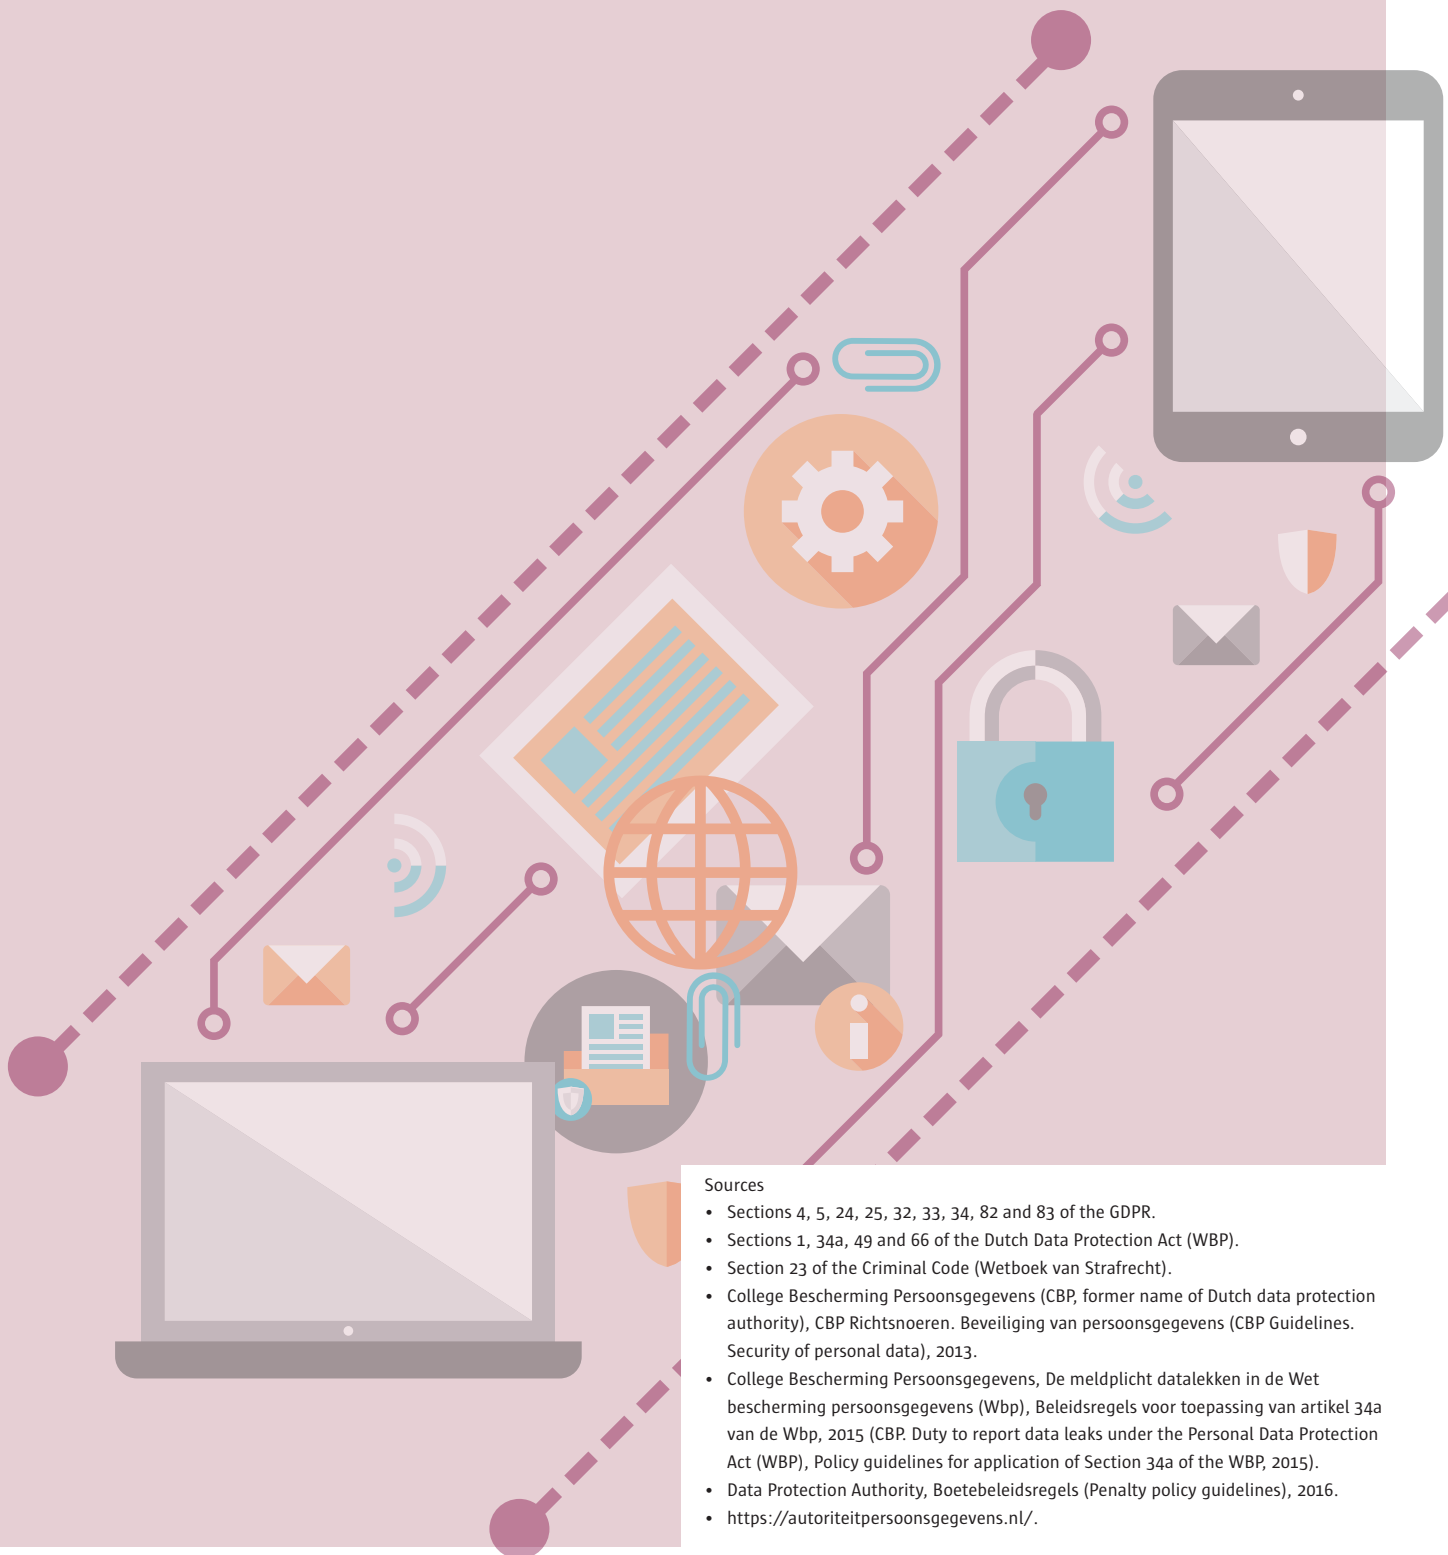 Sources
• Sections 4, 5, 24, 25, 32, 33, 34, 82 and 83 of the GDPR.
• Sections 1, 34a, 49 and 66 of the Dutch Data Protection Act (WBP).
• Section 23 of the Criminal Code (Wetboek van Strafrecht).
• College Bescherming Persoonsgegevens (CBP, former name of Dutch data protection
authority), CBP Richtsnoeren. Beveiliging van persoonsgegevens (CBP Guidelines.
Security of personal data), 2013.
• College Bescherming Persoonsgegevens, De meldplicht datalekken in de Wet
bescherming persoonsgegevens (Wbp), Beleidsregels voor toepassing van artikel 34a
van de Wbp, 2015 (CBP. Duty to report data leaks under the Personal Data Protection
Act (WBP), Policy guidelines for application of Section 34a of the WBP, 2015).
• Data Protection Authority, Boetebeleidsregels (Penalty policy guidelines), 2016.
• https://autoriteitpersoonsgegevens.nl/.